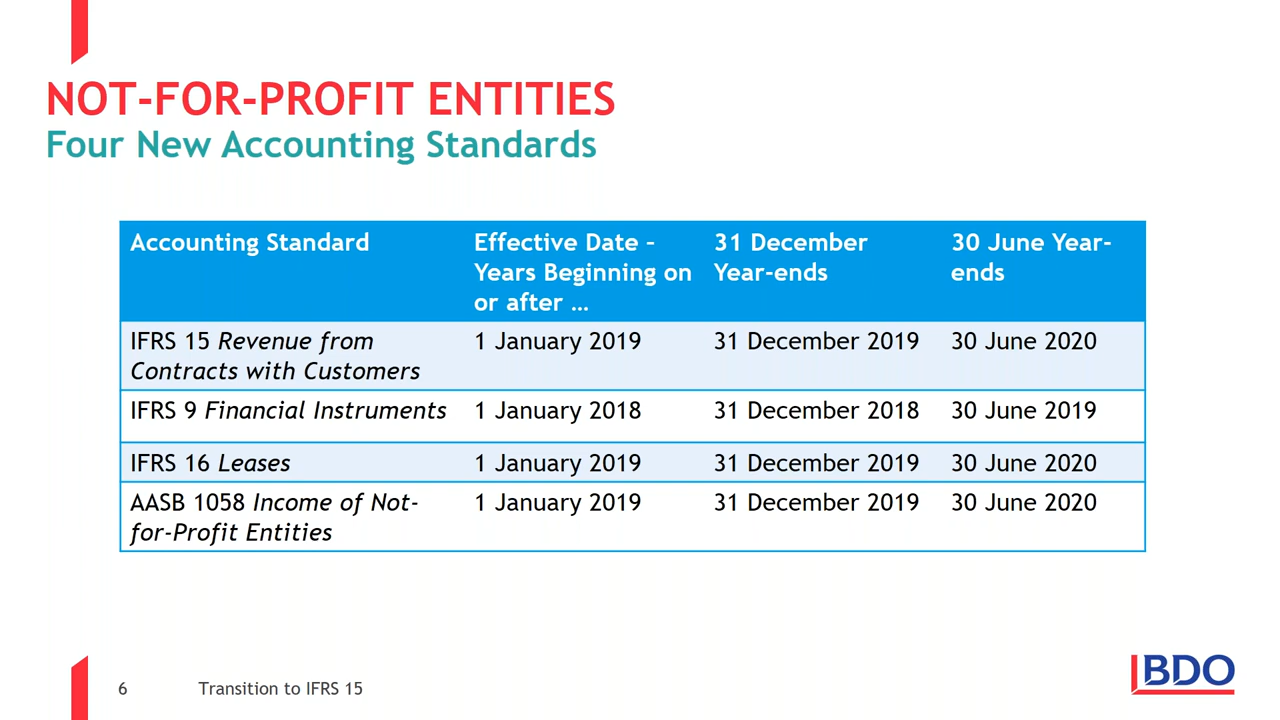 NOT-FOR-PROFIT ENTITIES
Four New Accounting Standards
Accounting Standard
Effective Date –
Years Beginning on
or after …
31 December
Year-ends
30 June Year-
ends
IFRS 15 Revenue from
Contracts with Customers
1 January 2019
31 December 2019
30 June 2020
IFRS 9 Financial Instruments
1 January 2018
31 December 2018
30 June 2019
IFRS 16 Leases
1 January 2019
31 December 2019
30 June 2020
AASB 1058 Income of Not-
for-Profit Entities
1 January 2019
31 December 2019
30 June 2020
6
Transition to IFRS 15
BDO